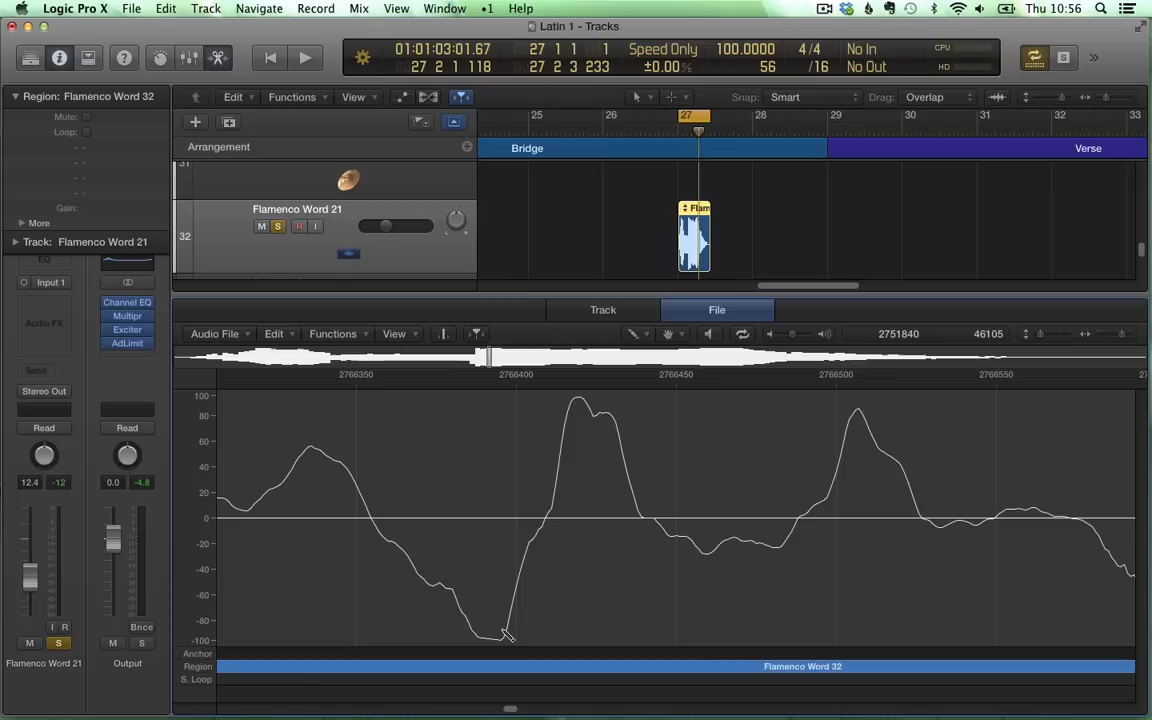 Logic Pro X File Edit Track Navigate Record Mix View Window •1 Help Thu 10:56
Latin 1 - Tracks
01:01:03:01.67 27 1 1 1 Speed Only 100.0000 4/4 No In CPU
27 2 1 118 27 2 3 233 ±0.00% 56 /16 No Out HD
S
Region: Flamenco Word 32
Edit Functions View Snap: Smart Drag: Overlap
Mute:
Loop:
Gain:
More
Track: Flamenco Word 21
25 26 27 28 29 30 31 32 33
Arrangement Bridge Verse
31
Flamenco Word 21
M S R I
32
Flam
EQ
Input 1
Audio FX
Channel EQ
Multipr
Exciter
AdLimit
Send
Stereo Out
Read Read
12.4 -12 0.0 -4.8
I R Bnce
M S M S
Flamenco Word 21 Output
Track File
Audio File Edit Functions View 2751840 46105
2766350 2766400 2766450 2766500 2766550 27
100
80
60
40
20
0
-20
-40
-60
-80
-100
Anchor
Region Flamenco Word 32
S. Loop